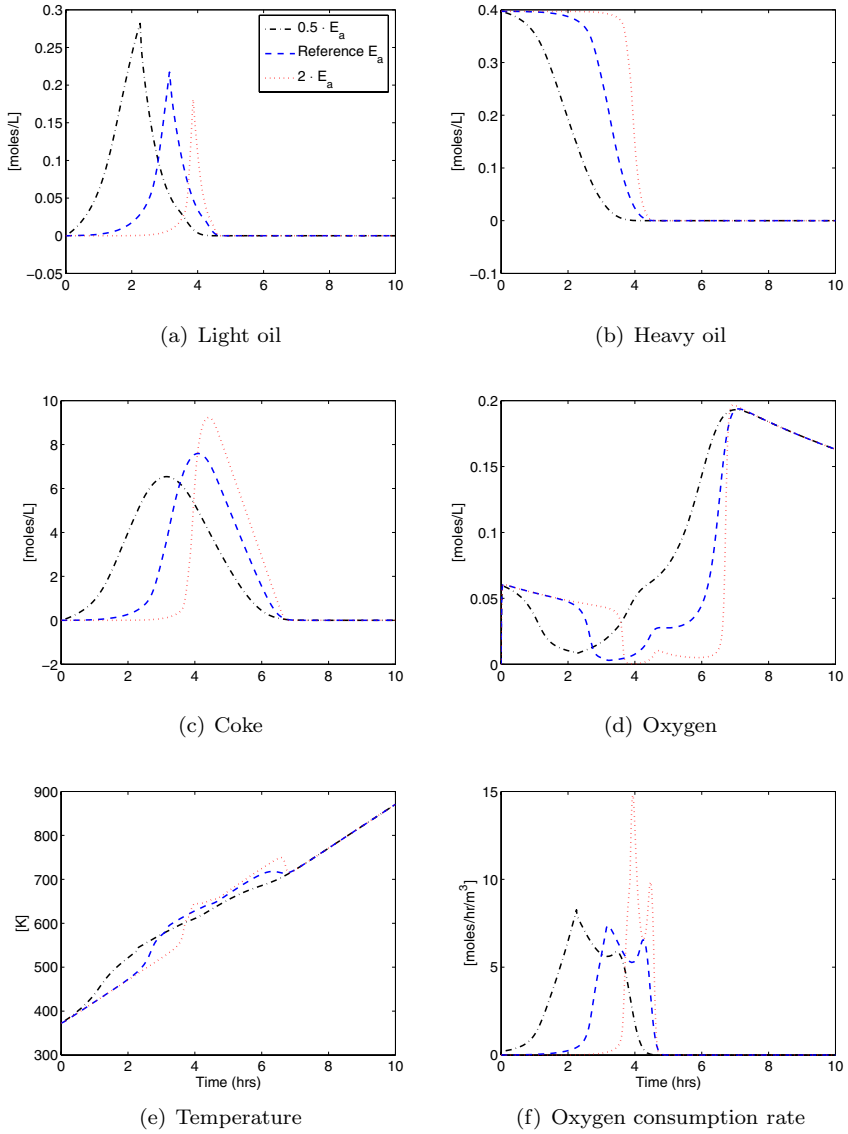 0.3
0.25
0.2
0.15
0.1
0.05
0
−0.05
[moles/L]
0 2 4 6 8 10
0.5 · E_a
Reference E_a
2 · E_a
(a) Light oil
0.4
0.3
0.2
0.1
0
−0.1
[moles/L]
0 2 4 6 8 10
(b) Heavy oil
10
8
6
4
2
0
−2
[moles/L]
0 2 4 6 8 10
(c) Coke
0.2
0.15
0.1
0.05
0
[moles/L]
0 2 4 6 8 10
(d) Oxygen
900
800
700
600
500
400
300
[K]
0 2 4 6 8 10
Time (hrs)
(e) Temperature
15
10
5
0
[moles/hr/m³]
0 2 4 6 8 10
Time (hrs)
(f) Oxygen consumption rate